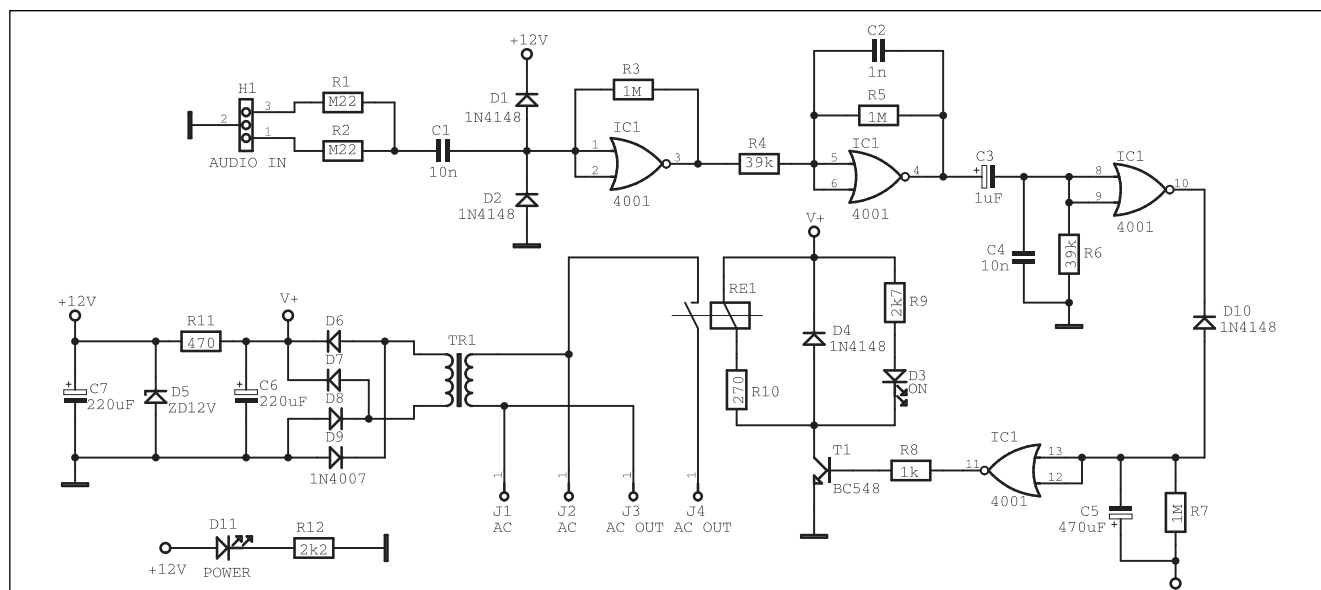 +12V
C2
1n
R3
1M
H1
3
2
1
AUDIO IN
R1
M22
R2
M22
D1
1N4148
C1
10n
IC1
1
2
3
4001
R4
39k
R5
1M
IC1
5
6
4
4001
C3
+
1uF
IC1
8
9
10
4001
D2
1N4148
C4
10n
39k
R6
V+
RE1
2k7
R9
D4
1N4148
D10
1N4148
270
R10
D3
ON
+12V
V+
R11
470
D6
D7
D8
D9
1N4007
TR1
+
C7
220uF
D5
ZD12V
+
C6
220uF
T1
BC548
R8
1k
IC1
11
13
12
4001
C5
470uF
+
1M
R7
1
J1
AC
1
J2
AC
1
J3
AC OUT
1
J4
AC OUT
D11
+12V
POWER
R12
2k2